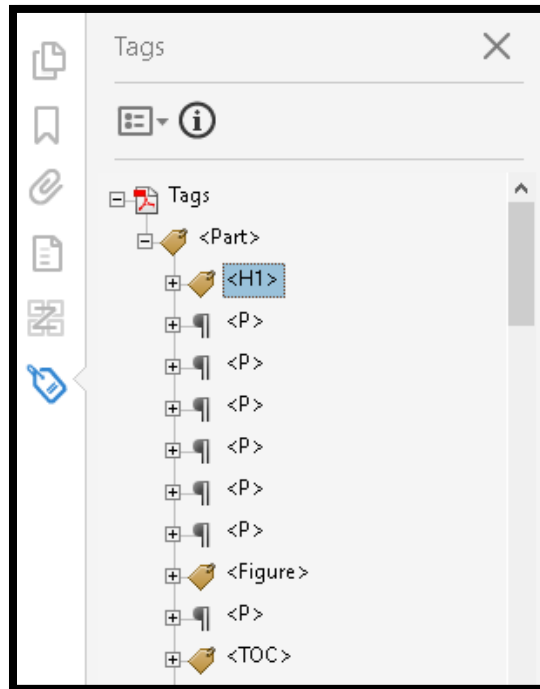 Tags
Tags
<Part>
<H1>
<P>
<P>
<P>
<P>
<P>
<P>
<Figure>
<P>
<TOC>